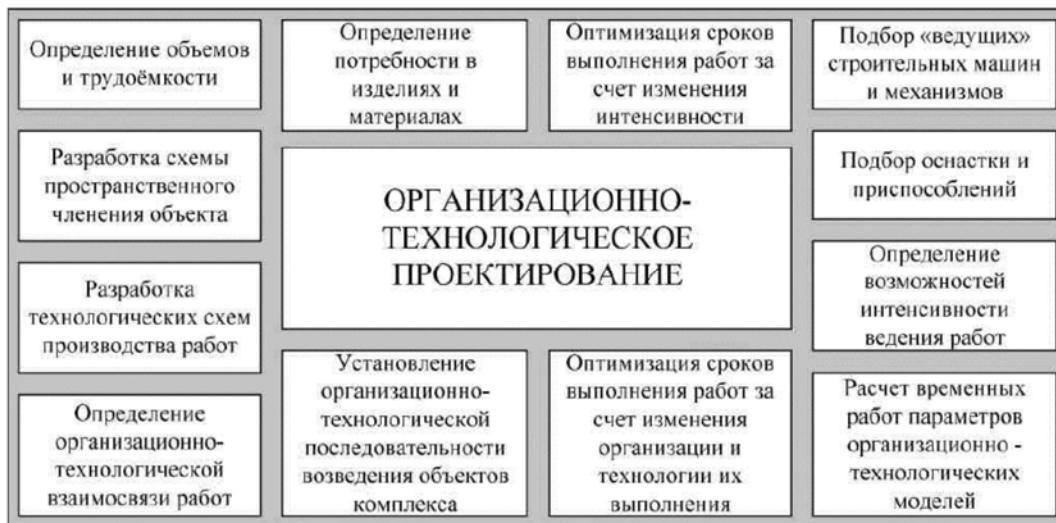 Определение объемов
и трудоёмкости
Определение
потребности в
изделиях и
материалах
Оптимизация сроков
выполнения работ за
счет изменения
интенсивности
Подбор «ведущих»
строительных машин
и механизмов
Разработка схемы
пространственного
членения объекта
ОРГАНИЗАЦИОННО-
ТЕХНОЛОГИЧЕСКОЕ
ПРОЕКТИРОВАНИЕ
Подбор оснастки и
приспособлений
Разработка
технологических схем
производства работ
Определение
возможностей
интенсивности
ведения работ
Определение
организационно-
технологической
взаимосвязи работ
Установление
организационно-
технологической
последовательности
возведения объектов
комплекса
Оптимизация сроков
выполнения работ за
счет изменения
организации и
технологии их
выполнения
Расчет временных
работ параметров
организационно -
технологических
моделей